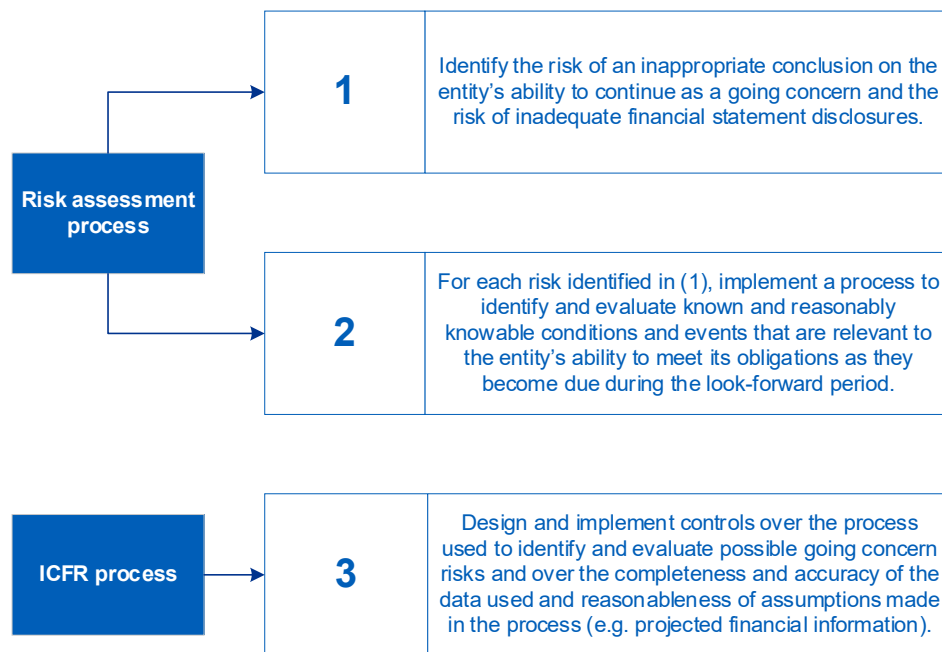 1
Identify the risk of an inappropriate conclusion on the
entity’s ability to continue as a going concern and the
risk of inadequate financial statement disclosures.
Risk assessment
process
2
For each risk identified in (1), implement a process to
identify and evaluate known and reasonably
knowable conditions and events that are relevant to
the entity’s ability to meet its obligations as they
become due during the look-forward period.
ICFR process
3
Design and implement controls over the process
used to identify and evaluate possible going concern
risks and over the completeness and accuracy of the
data used and reasonableness of assumptions made
in the process (e.g. projected financial information).